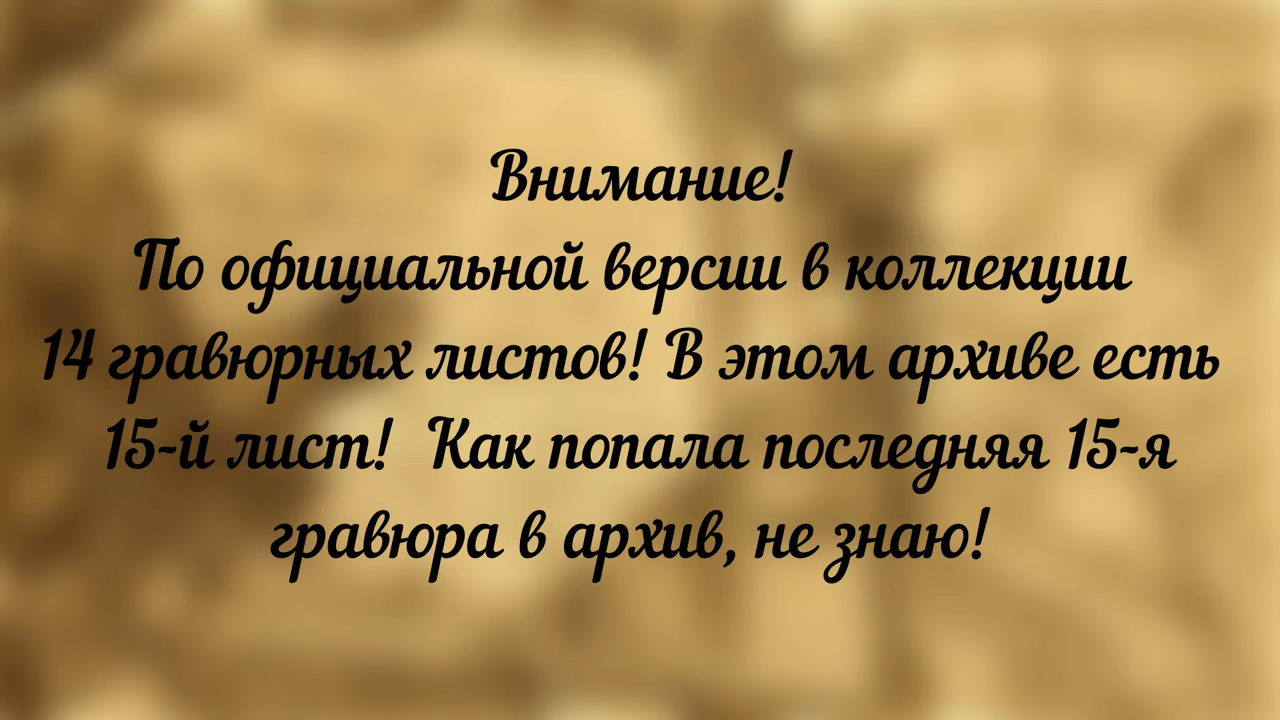 Внимание!
По официальной версии в коллекции
14 гравюрных листов! В этом архиве есть
15-й лист! Как попала последняя 15-я
гравюра в архив, не знаю!